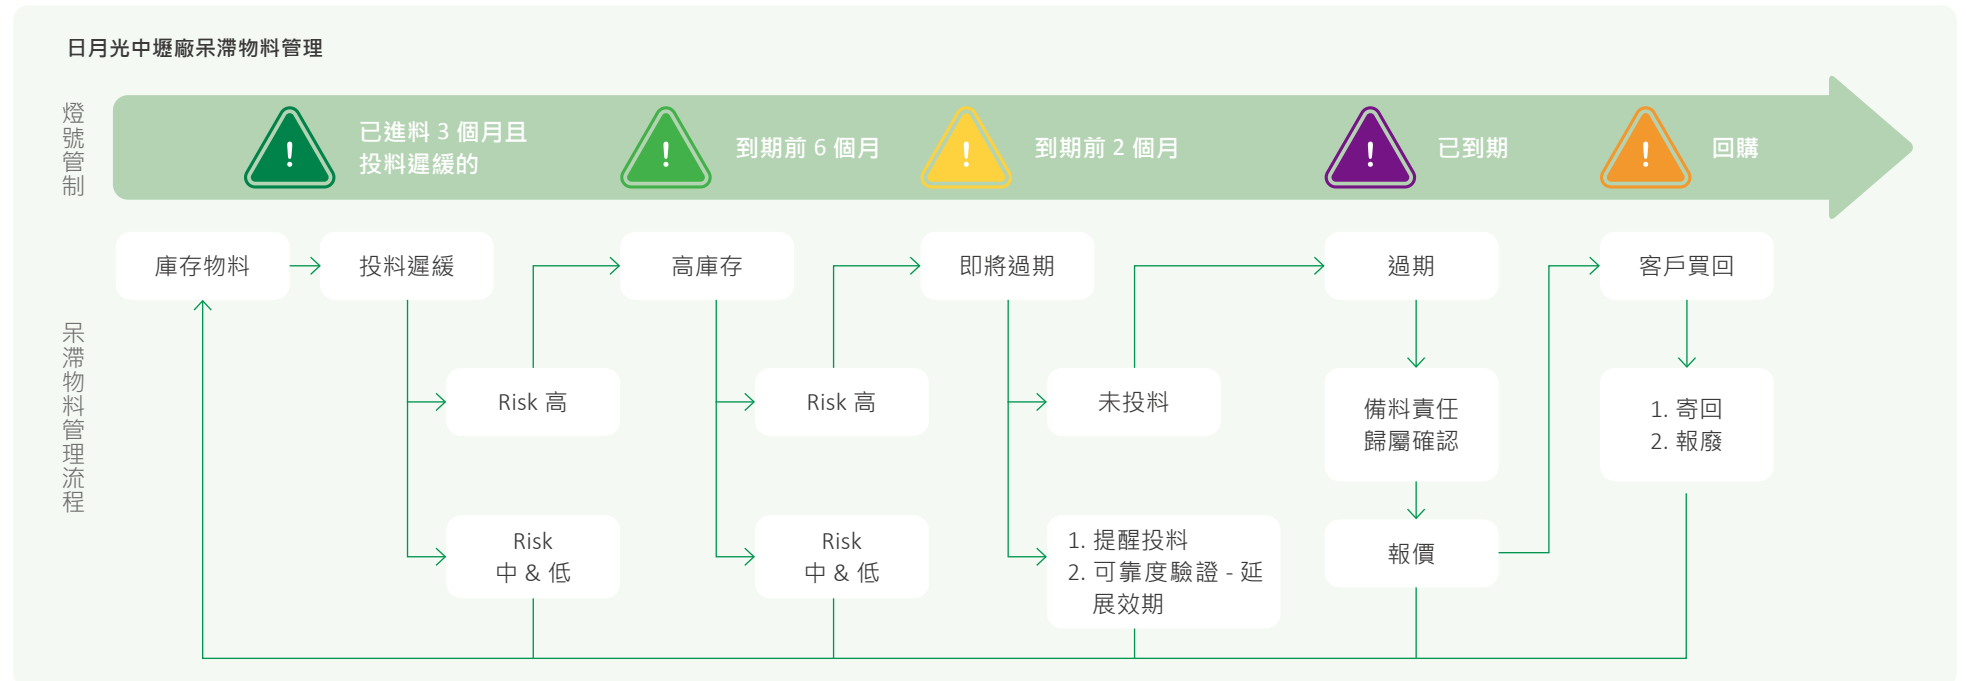 日月光中壢廠呆滯物料管理
燈號管制
!
已進料 3 個月且
投料遲緩的
!
到期前 6 個月
!
到期前 2 個月
!
已到期
!
回購
呆滯物料管理流程
庫存物料
投料遲緩
高庫存
即將過期
過期
客戶買回
Risk 高
Risk 高
未投料
備料責任
歸屬確認
1. 寄回
2. 報廢
Risk
中 & 低
Risk
中 & 低
1. 提醒投料
2. 可靠度驗證 - 延
展效期
報價